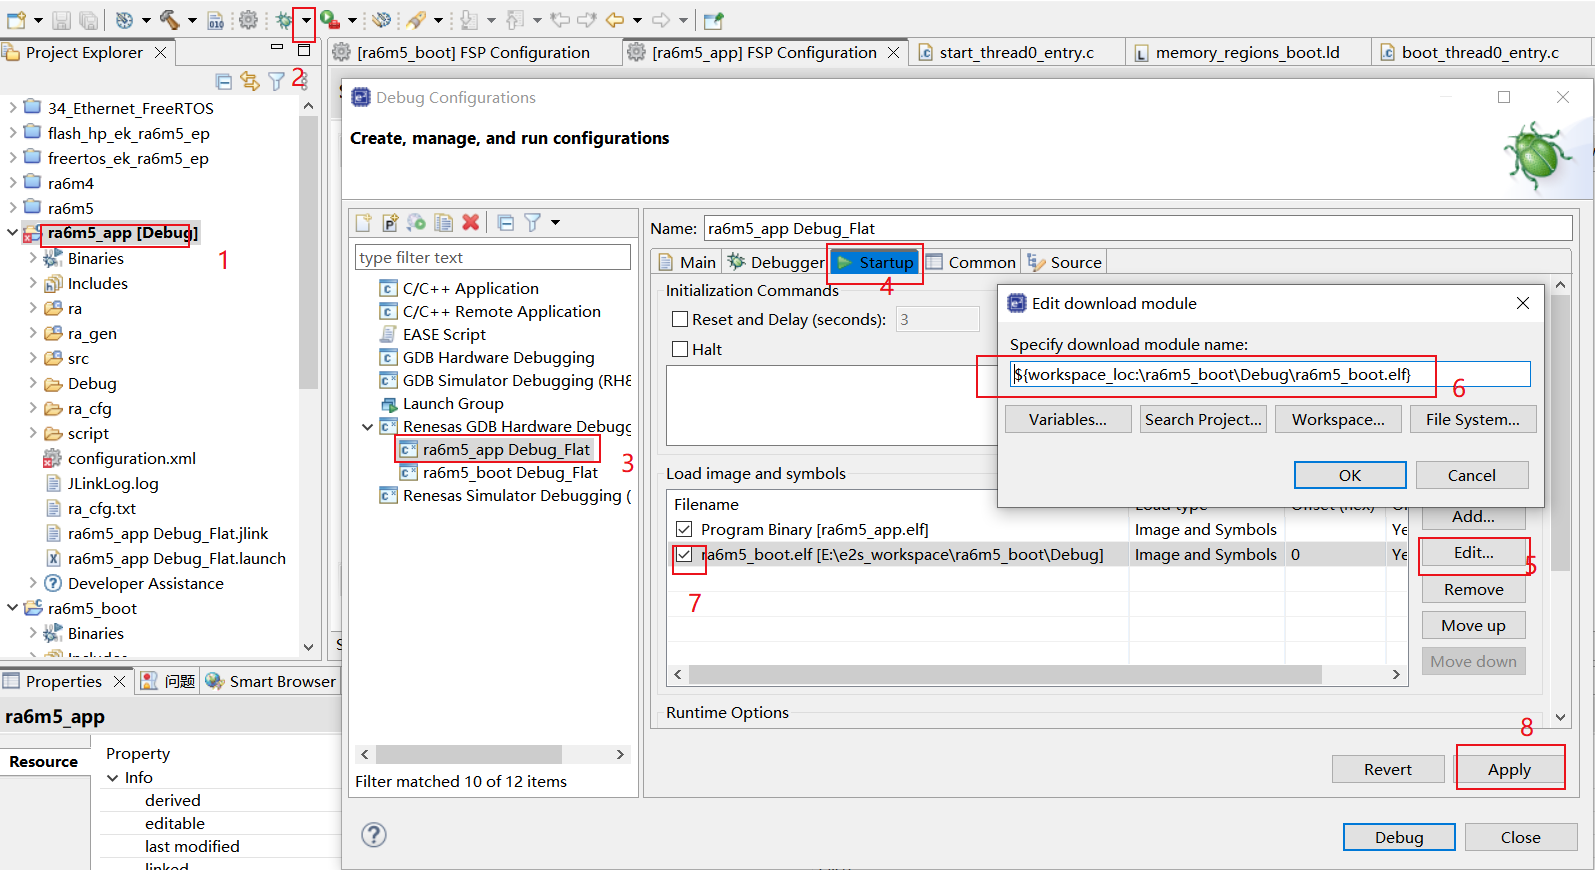 Project Explorer
[ra6m5_boot] FSP Configuration
[ra6m5_app] FSP Configuration
start_thread0_entry.c
memory_regions_boot.ld
boot_thread0_entry.c
2
34_Ethernet_FreeRTOS
flash_hp_ek_ra6m5_ep
freertos_ek_ra6m5_ep
ra6m4
ra6m5
ra6m5_app [Debug]
1
Binaries
Includes
ra
ra_gen
src
Debug
ra_cfg
script
configuration.xml
JLinkLog.log
ra_cfg.txt
ra6m5_app Debug_Flat.jlink
ra6m5_app Debug_Flat.launch
Developer Assistance
ra6m5_boot
Binaries
Properties
问题
Smart Browser
ra6m5_app
Resource
Property
Info
derived
editable
last modified
linked
Debug Configurations
Create, manage, and run configurations
type filter text
C/C++ Application
C/C++ Remote Application
EASE Script
GDB Hardware Debugging
GDB Simulator Debugging (RH8
Launch Group
Renesas GDB Hardware Debugg
ra6m5_app Debug_Flat
3
ra6m5_boot Debug_Flat
Renesas Simulator Debugging (
Filter matched 10 of 12 items
Name:
ra6m5_app Debug_Flat
Main
Debugger
Startup
Common
Source
4
Initialization Commands
Reset and Delay (seconds):
3
Halt
Load image and symbols
Filename
Program Binary [ra6m5_app.elf]
Image and Symbols
Ye
ra6m5_boot.elf [E:\e2s_workspace\ra6m5_boot\Debug]
Image and Symbols
0
Ye
7
Add...
Edit...
5
Remove
Move up
Move down
Runtime Options
8
Revert
Apply
Debug
Close
Edit download module
Specify download module name:
${workspace_loc:\ra6m5_boot\Debug\ra6m5_boot.elf}
6
Variables...
Search Project...
Workspace...
File System...
OK
Cancel